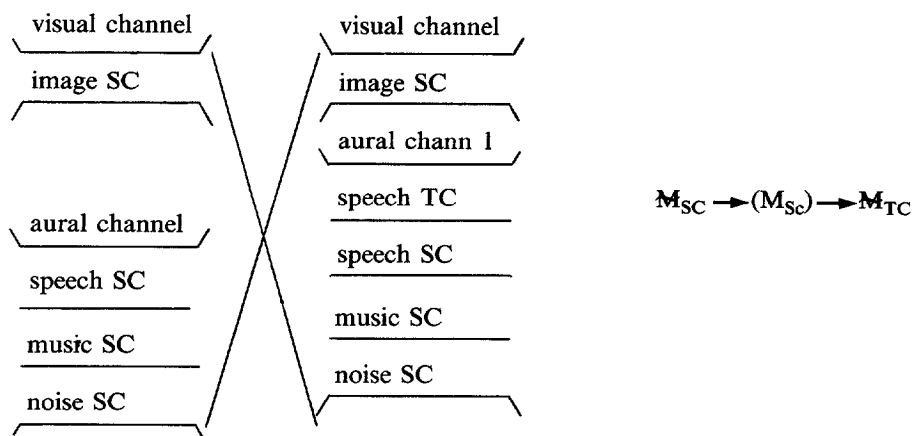 visual channel
image SC
aural channel
speech SC
music SC
noise SC
visual channel
image SC
aural chann l
speech TC
speech SC
music SC
noise SC
M_SC → (M_Sc) → M_TC